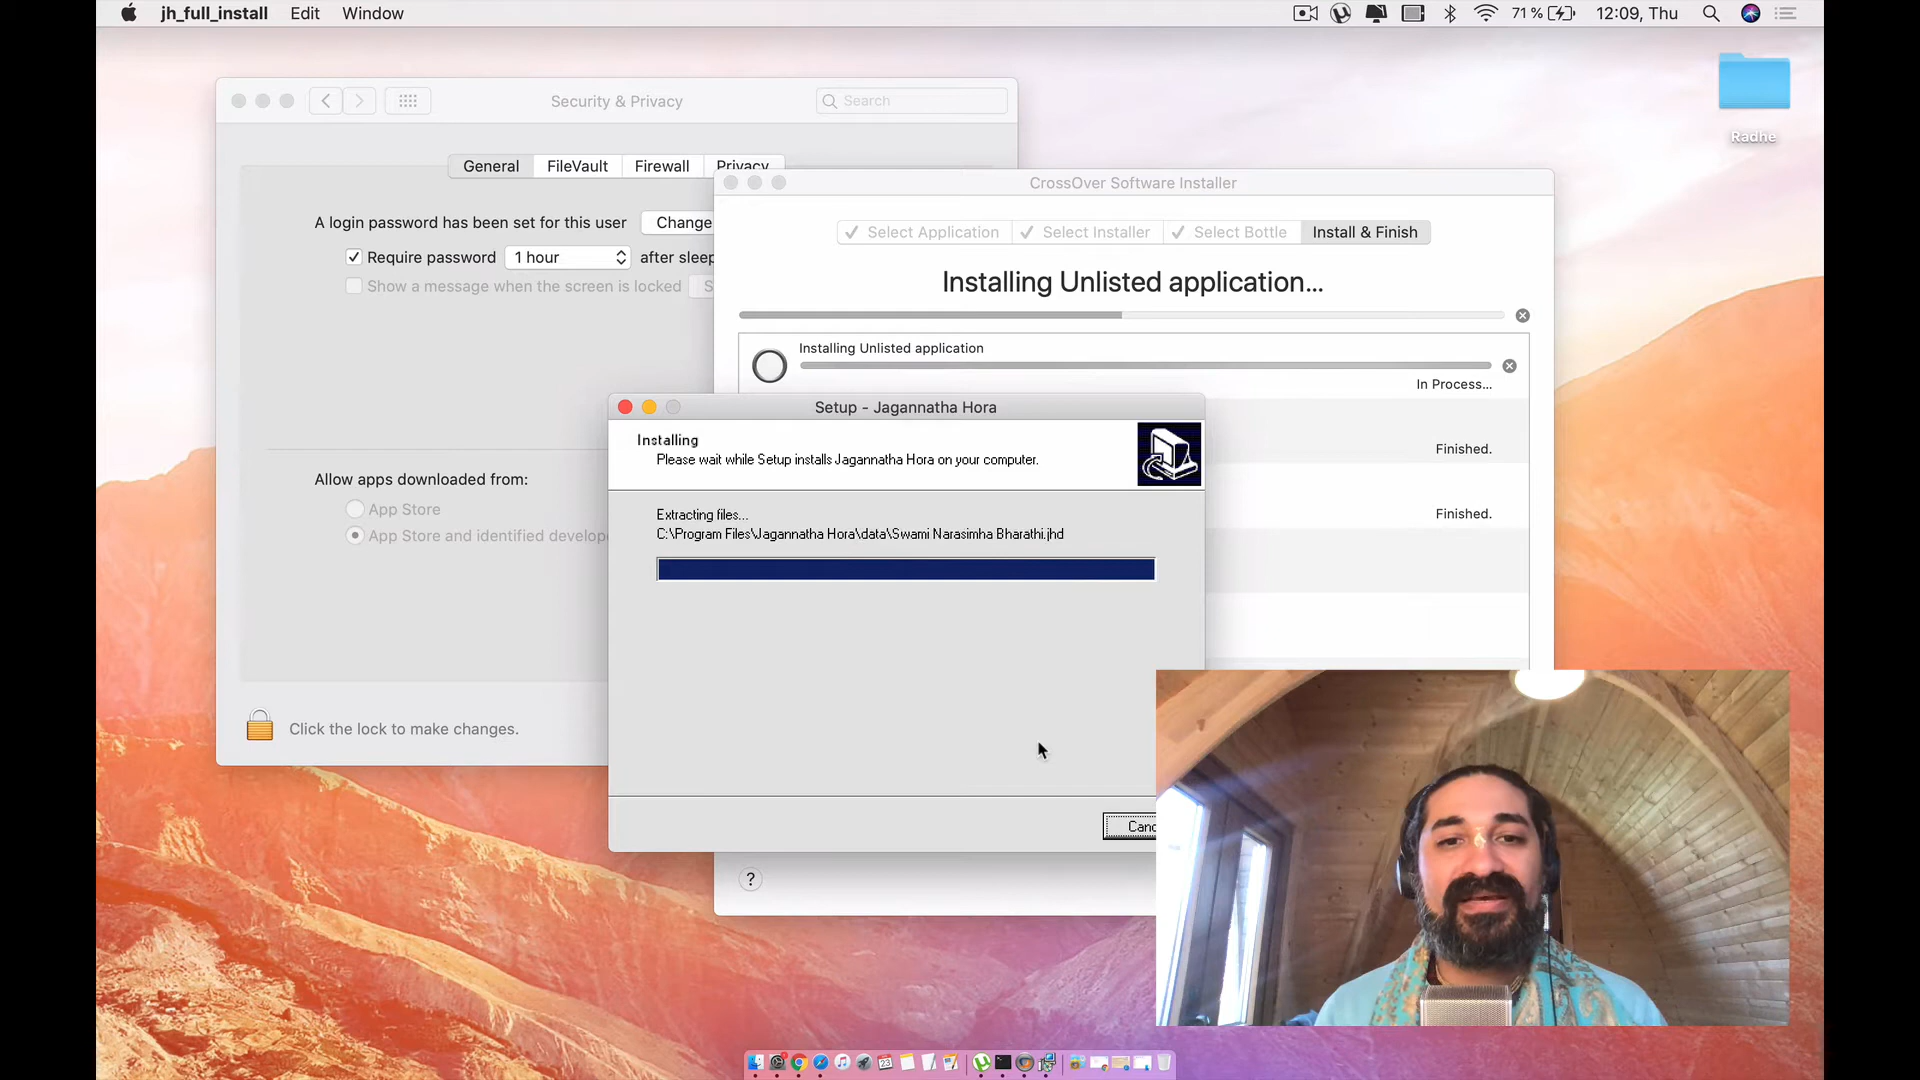 jh_full_install Edit Window
71 % 12:09, Thu
Radhe
Security & Privacy
Search
General FileVault Firewall Privacy
A login password has been set for this user Change
Require password 1 hour after sleep
Show a message when the screen is locked S
Allow apps downloaded from:
App Store
App Store and identified develope
Click the lock to make changes.
CrossOver Software Installer
Select Application Select Installer Select Bottle Install & Finish
Installing Unlisted application...
Installing Unlisted application
In Process...
Finished.
Finished.
?
Setup - Jagannatha Hora
Installing
Please wait while Setup installs Jagannatha Hora on your computer.
Extracting files...
C:\Program Files\Jagannatha Hora\data\Swami Narasimha Bharathi.jhd
Canc
23